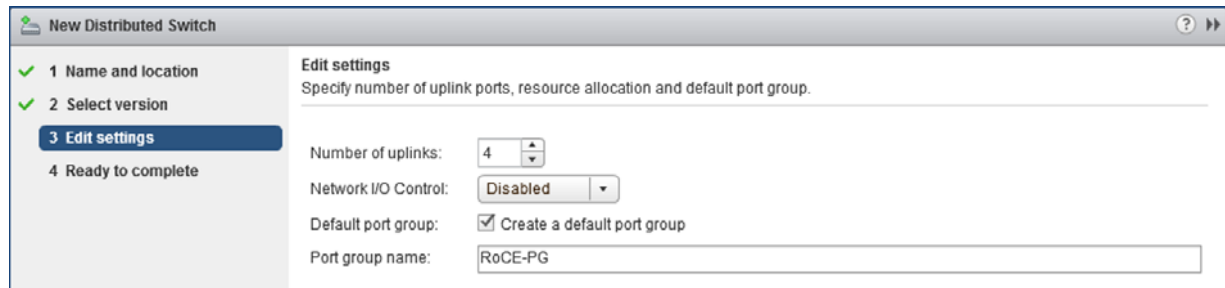 New Distributed Switch
?
1 Name and location
2 Select version
3 Edit settings
4 Ready to complete
Edit settings
Specify number of uplink ports, resource allocation and default port group.
Number of uplinks: 4
Network I/O Control: Disabled
Default port group: Create a default port group
Port group name: RoCE-PG